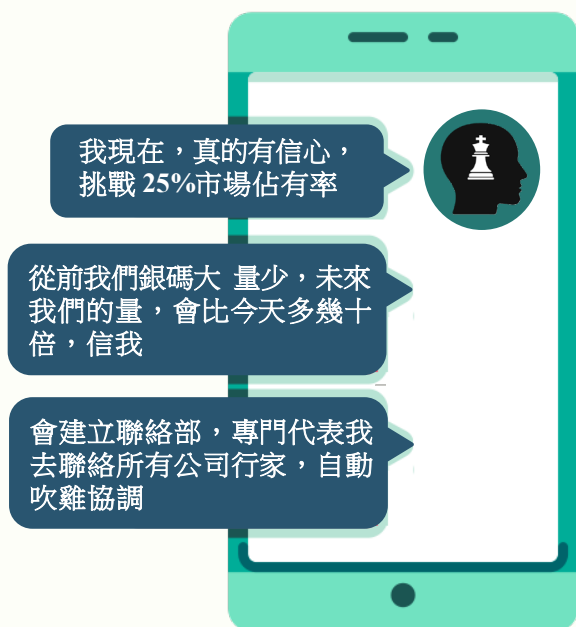 我現在，真的有信心，
挑戰 25%市場佔有率
從前我們銀碼大 量少，未來
我們的量，會比今天多幾十
倍，信我
會建立聯絡部，專門代表我
去聯絡所有公司行家，自動
吹雞協調